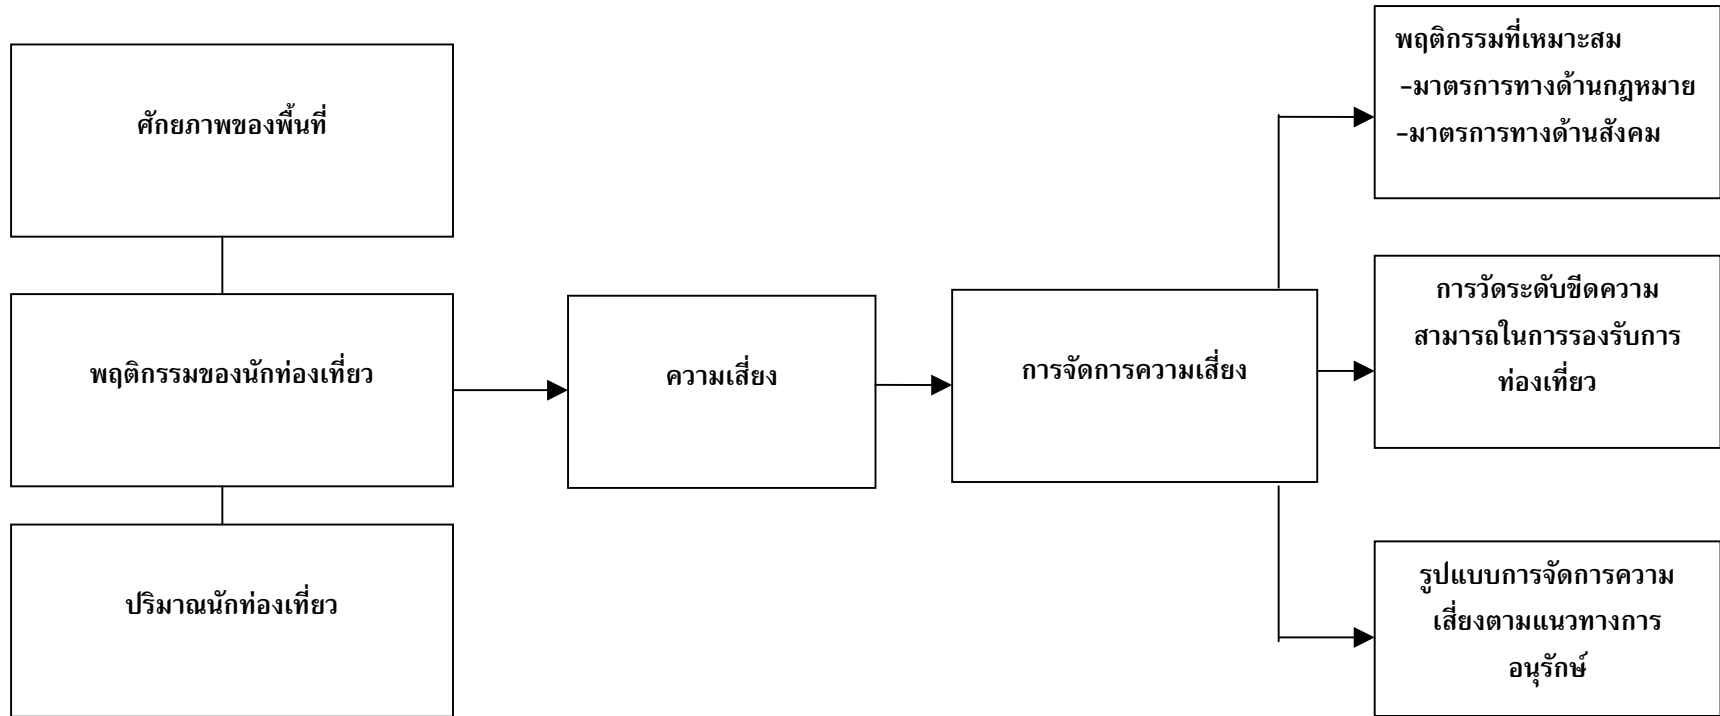 ศักยภาพของพื้นที่
พฤติกรรมของนักท่องเที่ยว
ปริมาณนักท่องเที่ยว
ความเสี่ยง
การจัดการความเสี่ยง
พฤติกรรมที่เหมาะสม
-มาตรการทางด้านกฎหมาย
-มาตรการทางด้านสังคม
การวัดระดับขีดความ
สามารถในการรองรับการ
ท่องเที่ยว
รูปแบบการจัดการความ
เสี่ยงตามแนวทางการ
อนุรักษ์